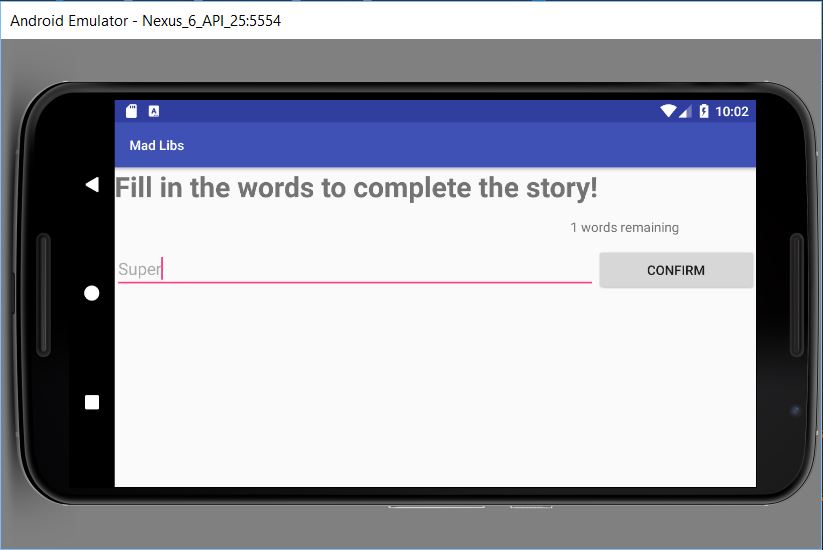 Android Emulator - Nexus_6_API_25:5554
10:02
Mad Libs
Fill in the words to complete the story!
1 words remaining
Super
CONFIRM